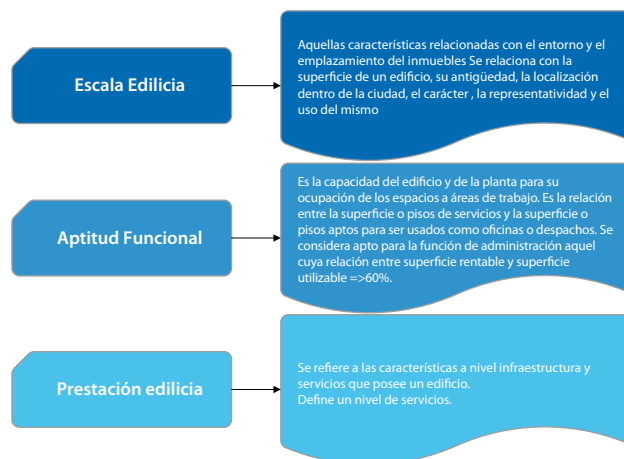 Escala Edilicia
Aquellas características relacionadas con el entorno y el
emplazamiento del inmuebles Se relaciona con la
superficie de un edificio, su antigüedad, la localización
dentro de la ciudad, el carácter , la representatividad y el
uso del mismo
Aptitud Funcional
Es la capacidad del edificio y de la planta para su
ocupación de los espacios a áreas de trabajo. Es la relación
entre la superficie o pisos de servicios y la superficie o
pisos aptos para ser usados como oficinas o despachos. Se
considera apto para la función de administración aquel
cuya relación entre superficie rentable y superficie
utilizable =>60%.
Prestación edilicia
Se refiere a las características a nivel infraestructura y
servicios que posee un edificio.
Define un nivel de servicios.